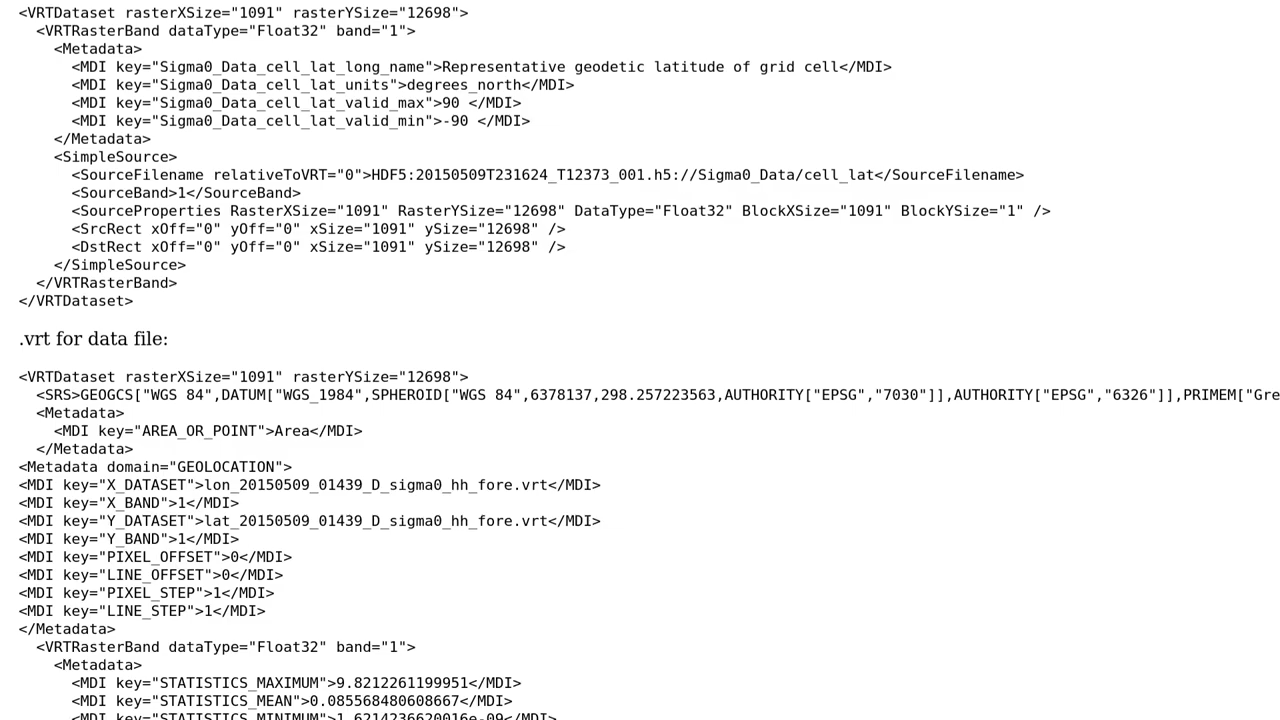 <VRTDataset rasterXSize="1091" rasterYSize="12698">
  <VRTRasterBand dataType="Float32" band="1">
    <Metadata>
      <MDI key="Sigma0_Data_cell_lat_long_name">Representative geodetic latitude of grid cell</MDI>
      <MDI key="Sigma0_Data_cell_lat_units">degrees_north</MDI>
      <MDI key="Sigma0_Data_cell_lat_valid_max">90 </MDI>
      <MDI key="Sigma0_Data_cell_lat_valid_min">-90 </MDI>
    </Metadata>
    <SimpleSource>
      <SourceFilename relativeToVRT="0">HDF5:20150509T231624_T12373_001.h5://Sigma0_Data/cell_lat</SourceFilename>
      <SourceBand>1</SourceBand>
      <SourceProperties RasterXSize="1091" RasterYSize="12698" DataType="Float32" BlockXSize="1091" BlockYSize="1" />
      <SrcRect xOff="0" yOff="0" xSize="1091" ySize="12698" />
      <DstRect xOff="0" yOff="0" xSize="1091" ySize="12698" />
    </SimpleSource>
  </VRTRasterBand>
</VRTDataset>
.vrt for data file:
<VRTDataset rasterXSize="1091" rasterYSize="12698">
  <SRS>GEOGCS["WGS 84",DATUM["WGS_1984",SPHEROID["WGS 84",6378137,298.257223563,AUTHORITY["EPSG","7030"]],AUTHORITY["EPSG","6326"]],PRIMEM["Gre
  <Metadata>
    <MDI key="AREA_OR_POINT">Area</MDI>
  </Metadata>
<Metadata domain="GEOLOCATION">
<MDI key="X_DATASET">lon_20150509_01439_D_sigma0_hh_fore.vrt</MDI>
<MDI key="X_BAND">1</MDI>
<MDI key="Y_DATASET">lat_20150509_01439_D_sigma0_hh_fore.vrt</MDI>
<MDI key="Y_BAND">1</MDI>
<MDI key="PIXEL_OFFSET">0</MDI>
<MDI key="LINE_OFFSET">0</MDI>
<MDI key="PIXEL_STEP">1</MDI>
<MDI key="LINE_STEP">1</MDI>
</Metadata>
  <VRTRasterBand dataType="Float32" band="1">
    <Metadata>
      <MDI key="STATISTICS_MAXIMUM">9.8212261199951</MDI>
      <MDI key="STATISTICS_MEAN">0.085568480608667</MDI>
      <MDI key="STATISTICS_MINIMUM">1.6214236620016e-09</MDI>